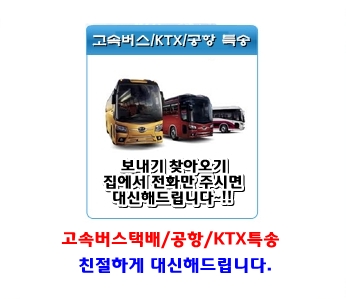 고속버스/KTX/공항 특송
보내기 찾아오기
집에서 전화만 주시면
대신해드립니다~!!
고속버스택배/공항/KTX특송
친절하게 대신해드립니다.